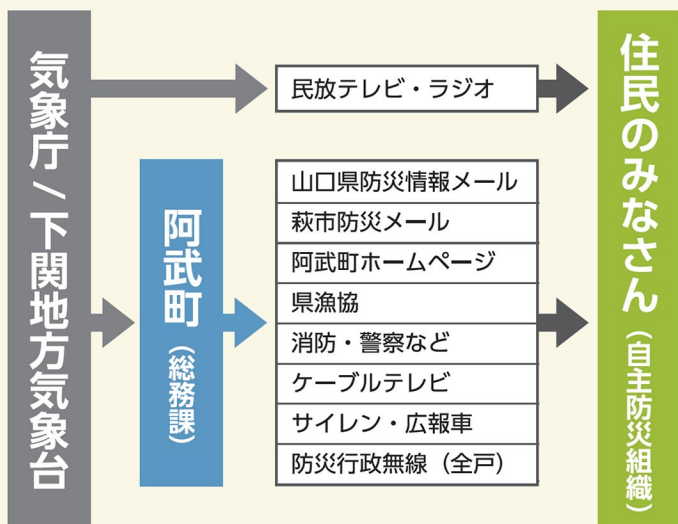 気象庁/下関地方気象台
民放テレビ・ラジオ
阿武町(総務課)
山口県防災情報メール
萩市防災メール
阿武町ホームページ
県漁協
消防・警察など
ケーブルテレビ
サイレン・広報車
防災行政無線(全戸)
住民のみなさん(自主防災組織)